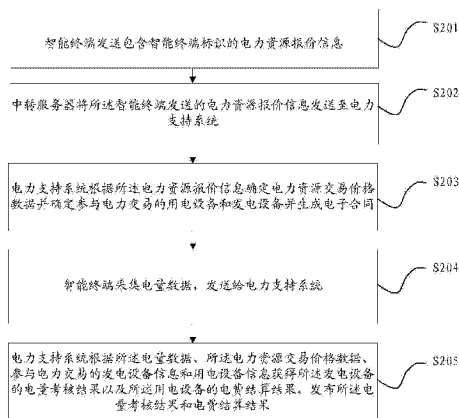 智能终端发送包含智能终端标识的电力资源报价信息
S201
中转服务器将所述智能终端发送的电力资源报价信息发送至电力
支持系统
S202
电力支持系统根据所述电力资源报价信息确定电力资源交易价格
数据并确定参与电力交易的用电设备和发电设备并生成电子合同
S203
智能终端采集电量数据，发送给电力支持系统
S204
电力支持系统根据所述电量数据、所述电力资源交易价格数据、
参与电力交易的发电设备信息和用电设备信息获得所述发电设备
的电量考核结果以及所述用电设备的电费结算结果，发布所述电
量考核结果和电费结算结果
S205